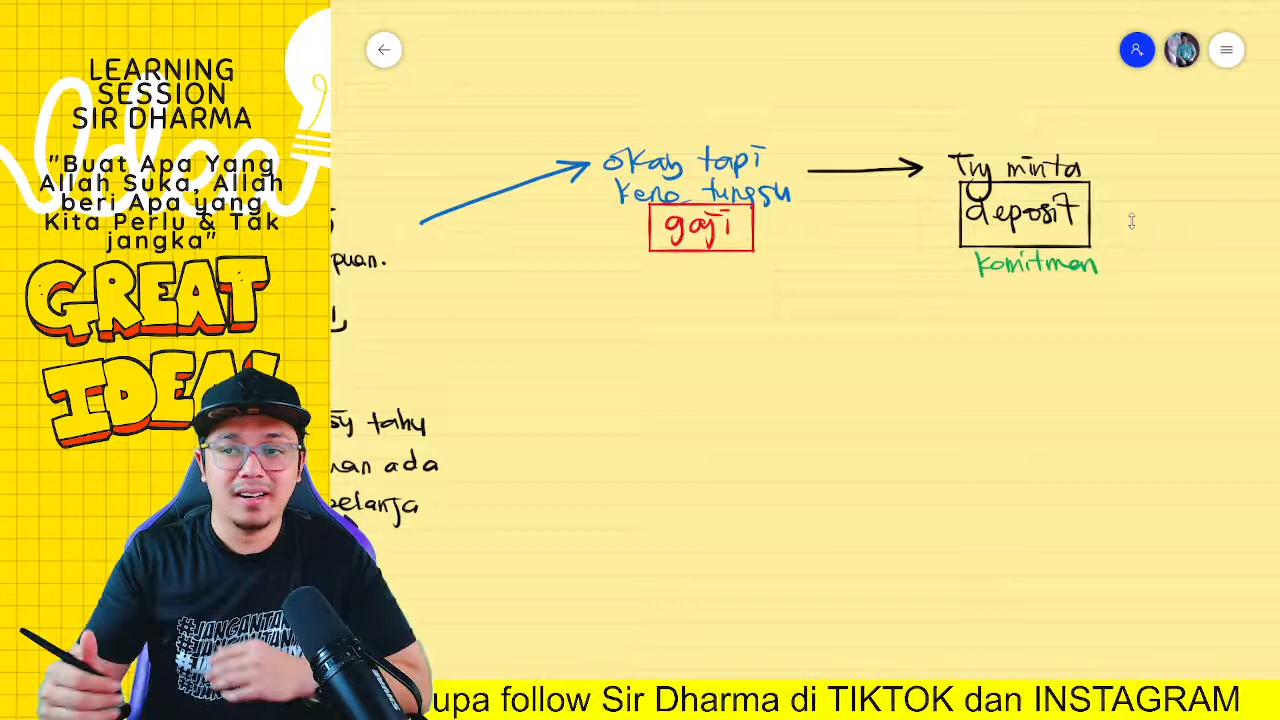 LEARNING
SESSION
SIR DHARMA
"Buat Apa Yang
Allah Suka, Allah
beri Apa yang
Kita Perlu & Tak
jangka"
GREAT
IDEA!
okay tapi
kena tunggu
gaji
Try minta
deposit
komitmen
puan.
tahu
ada
belanja
#JANGANTAN
upa follow Sir Dharma di TIKTOK dan INSTAGRAM